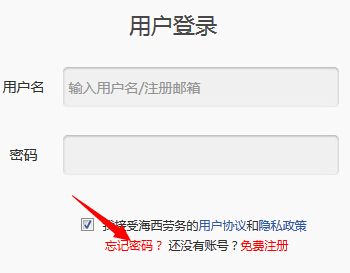 用户登录
用户名 输入用户名/注册邮箱
密码
我接受海西劳务的用户协议和隐私政策
忘记密码？ 还没有账号？免费注册